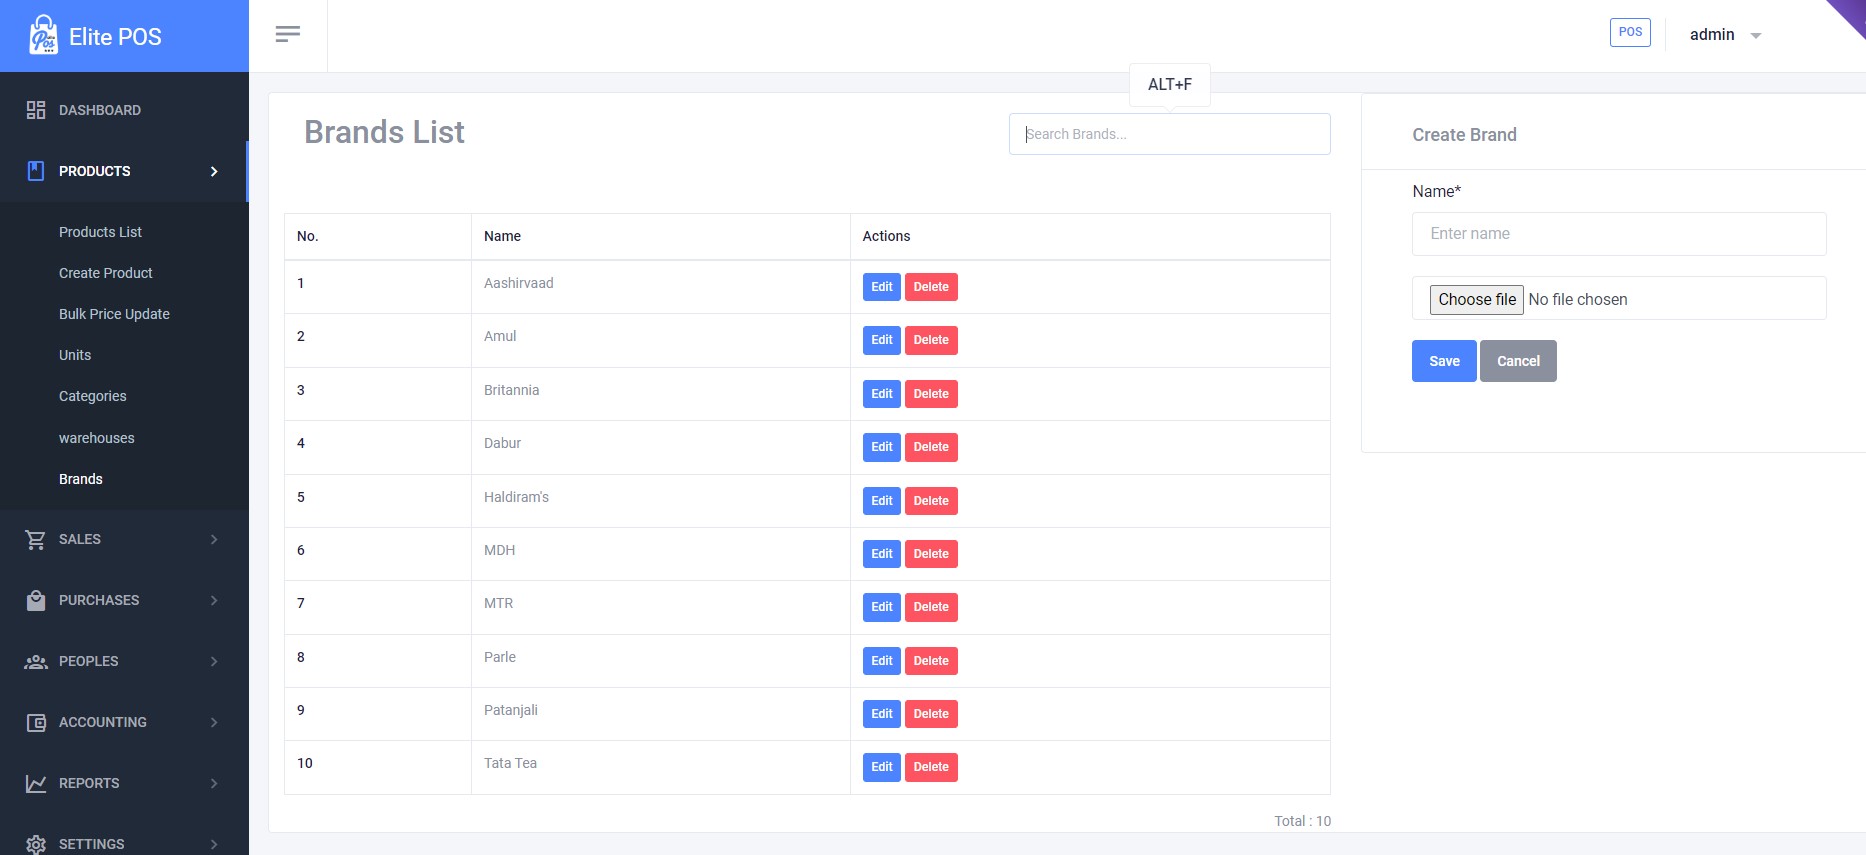 Elite POS
POS
admin
ALT+F
DASHBOARD
PRODUCTS
Products List
Create Product
Bulk Price Update
Units
Categories
warehouses
Brands
SALES
PURCHASES
PEOPLES
ACCOUNTING
REPORTS
SETTINGS
Brands List
Search Brands...
No. Name Actions
1 Aashirvaad Edit Delete
2 Amul Edit Delete
3 Britannia Edit Delete
4 Dabur Edit Delete
5 Haldiram's Edit Delete
6 MDH Edit Delete
7 MTR Edit Delete
8 Parle Edit Delete
9 Patanjali Edit Delete
10 Tata Tea Edit Delete
Total : 10
Create Brand
Name*
Enter name
Choose file No file chosen
Save Cancel